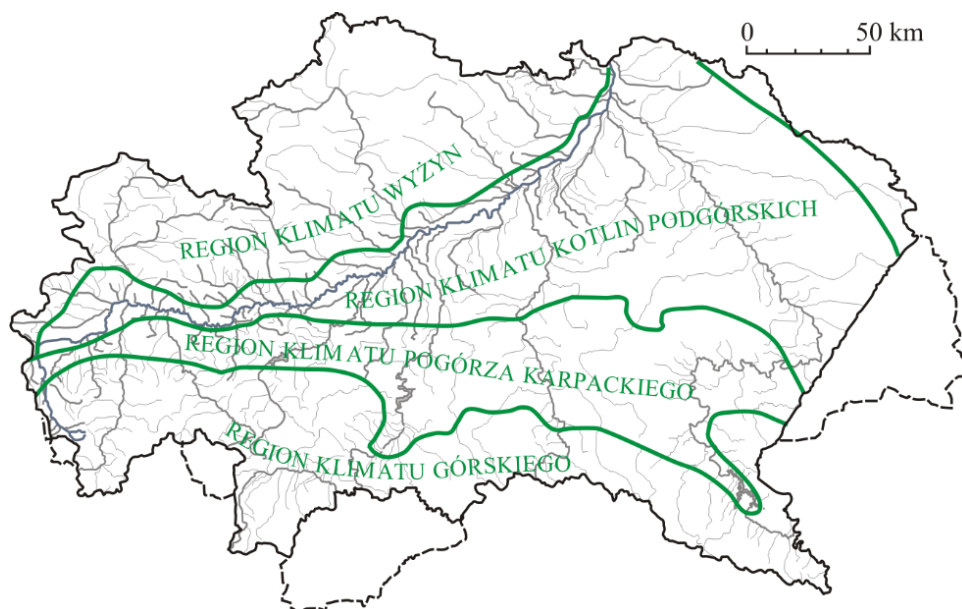 0 50 km
REGION KLIMATU WYŻYN
REGION KLIMATU KOTLIN PODGÓRSKICH
REGION KLIMATU POGÓRZA KARPACKIEGO
REGION KLIMATU GÓRSKIEGO